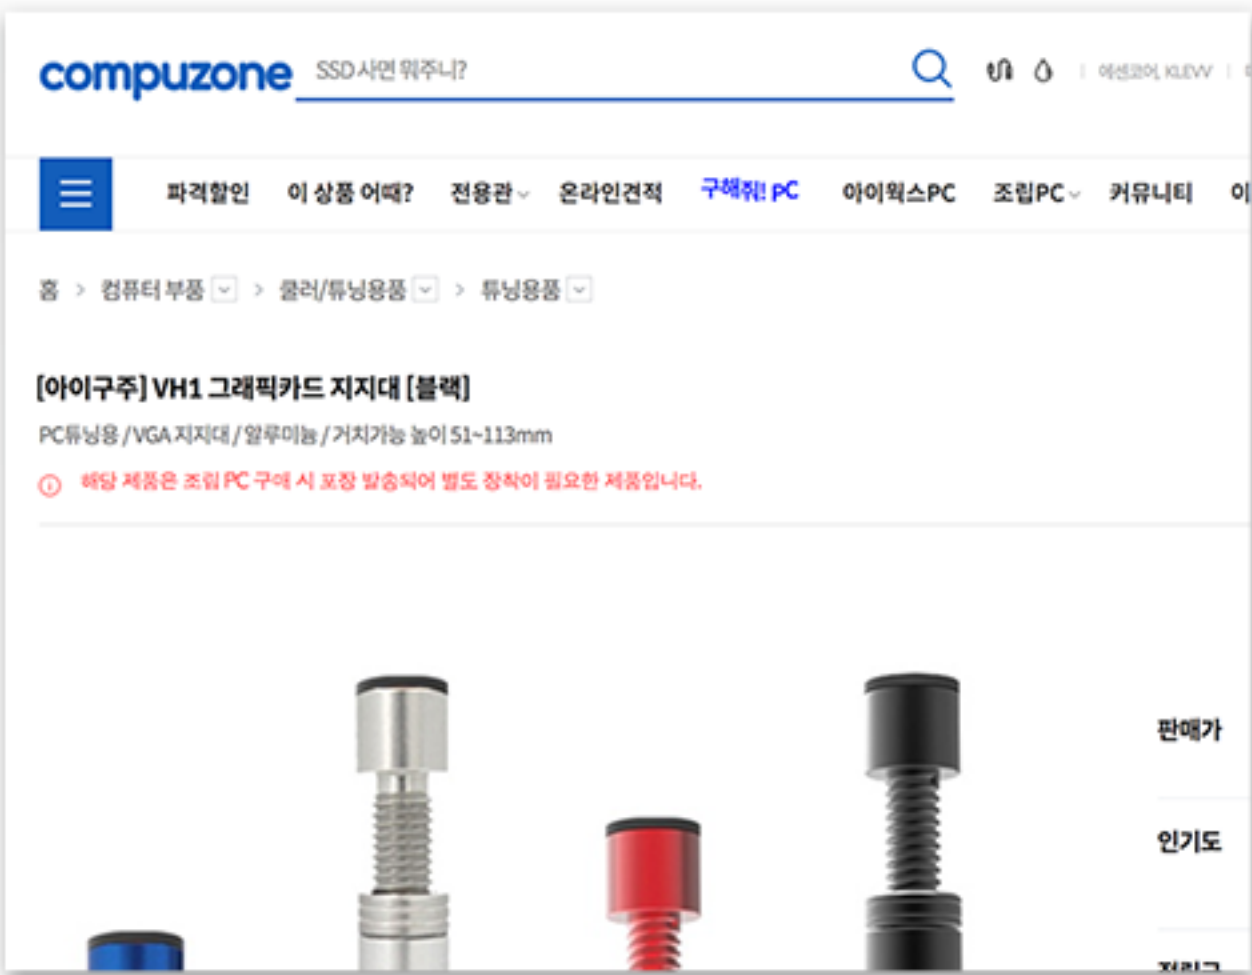 compuzone SSD 사면 뭐주니? 에센코어, KLEVV
파격할인 이 상품 어때? 전용관 온라인견적 구해줘! PC 아이웍스PC 조립PC 커뮤니티 이
홈 > 컴퓨터 부품 > 쿨러/튜닝용품 > 튜닝용품
[아이구주] VH1 그래픽카드 지지대 [블랙]
PC튜닝용 / VGA 지지대 / 알루미늄 / 거치가능 높이 51~113mm
해당 제품은 조립 PC 구매 시 포장 발송되어 별도 장착이 필요한 제품입니다.
판매가
인기도